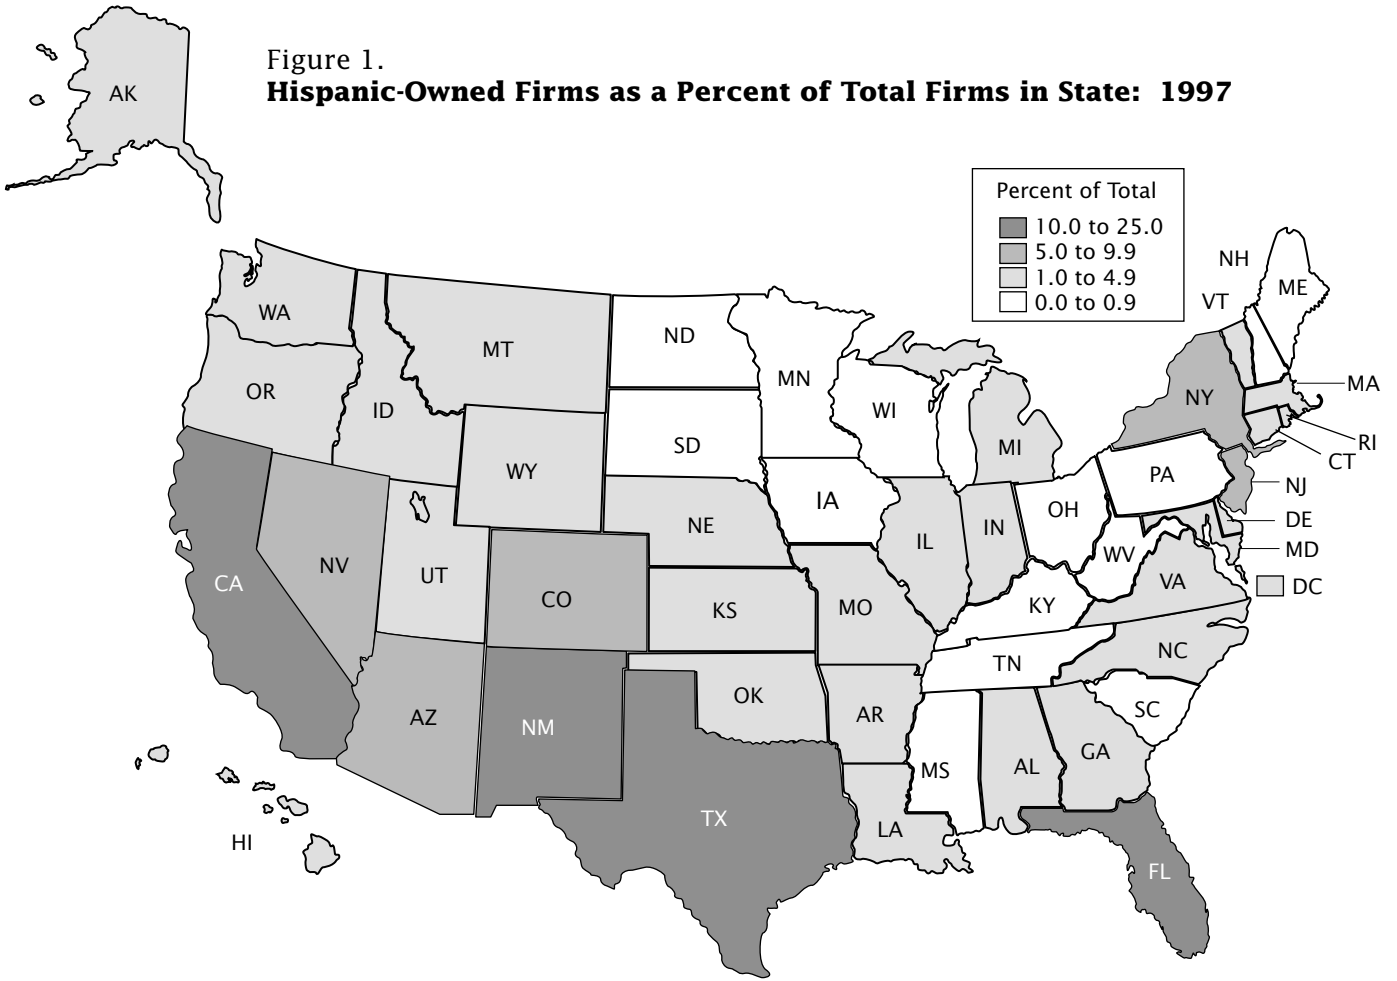 AK
Figure 1.
Hispanic-Owned Firms as a Percent of Total Firms in State: 1997
Percent of Total
10.0 to 25.0
5.0 to 9.9
1.0 to 4.9
0.0 to 0.9
NH
VT
ME
WA
MT
ND
MN
OR
ID
WI
NY
MA
SD
MI
RI
CT
WY
IA
PA
NJ
NE
OH
IN
IL
DE
MD
WV
NV
UT
CA
CO
KS
MO
KY
VA
DC
TN
NC
OK
AZ
NM
AR
SC
MS
AL
GA
TX
LA
HI
FL